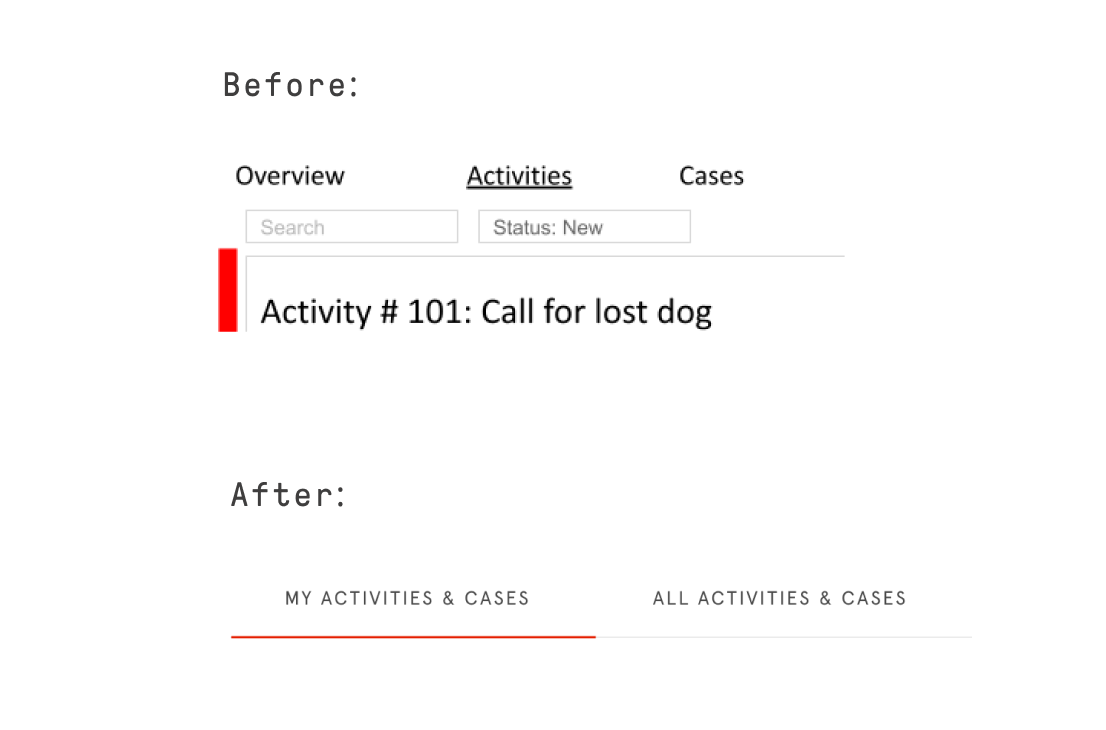 Before:
Overview Activities Cases
Search Status: New
Activity # 101: Call for lost dog
After:
MY ACTIVITIES & CASES ALL ACTIVITIES & CASES